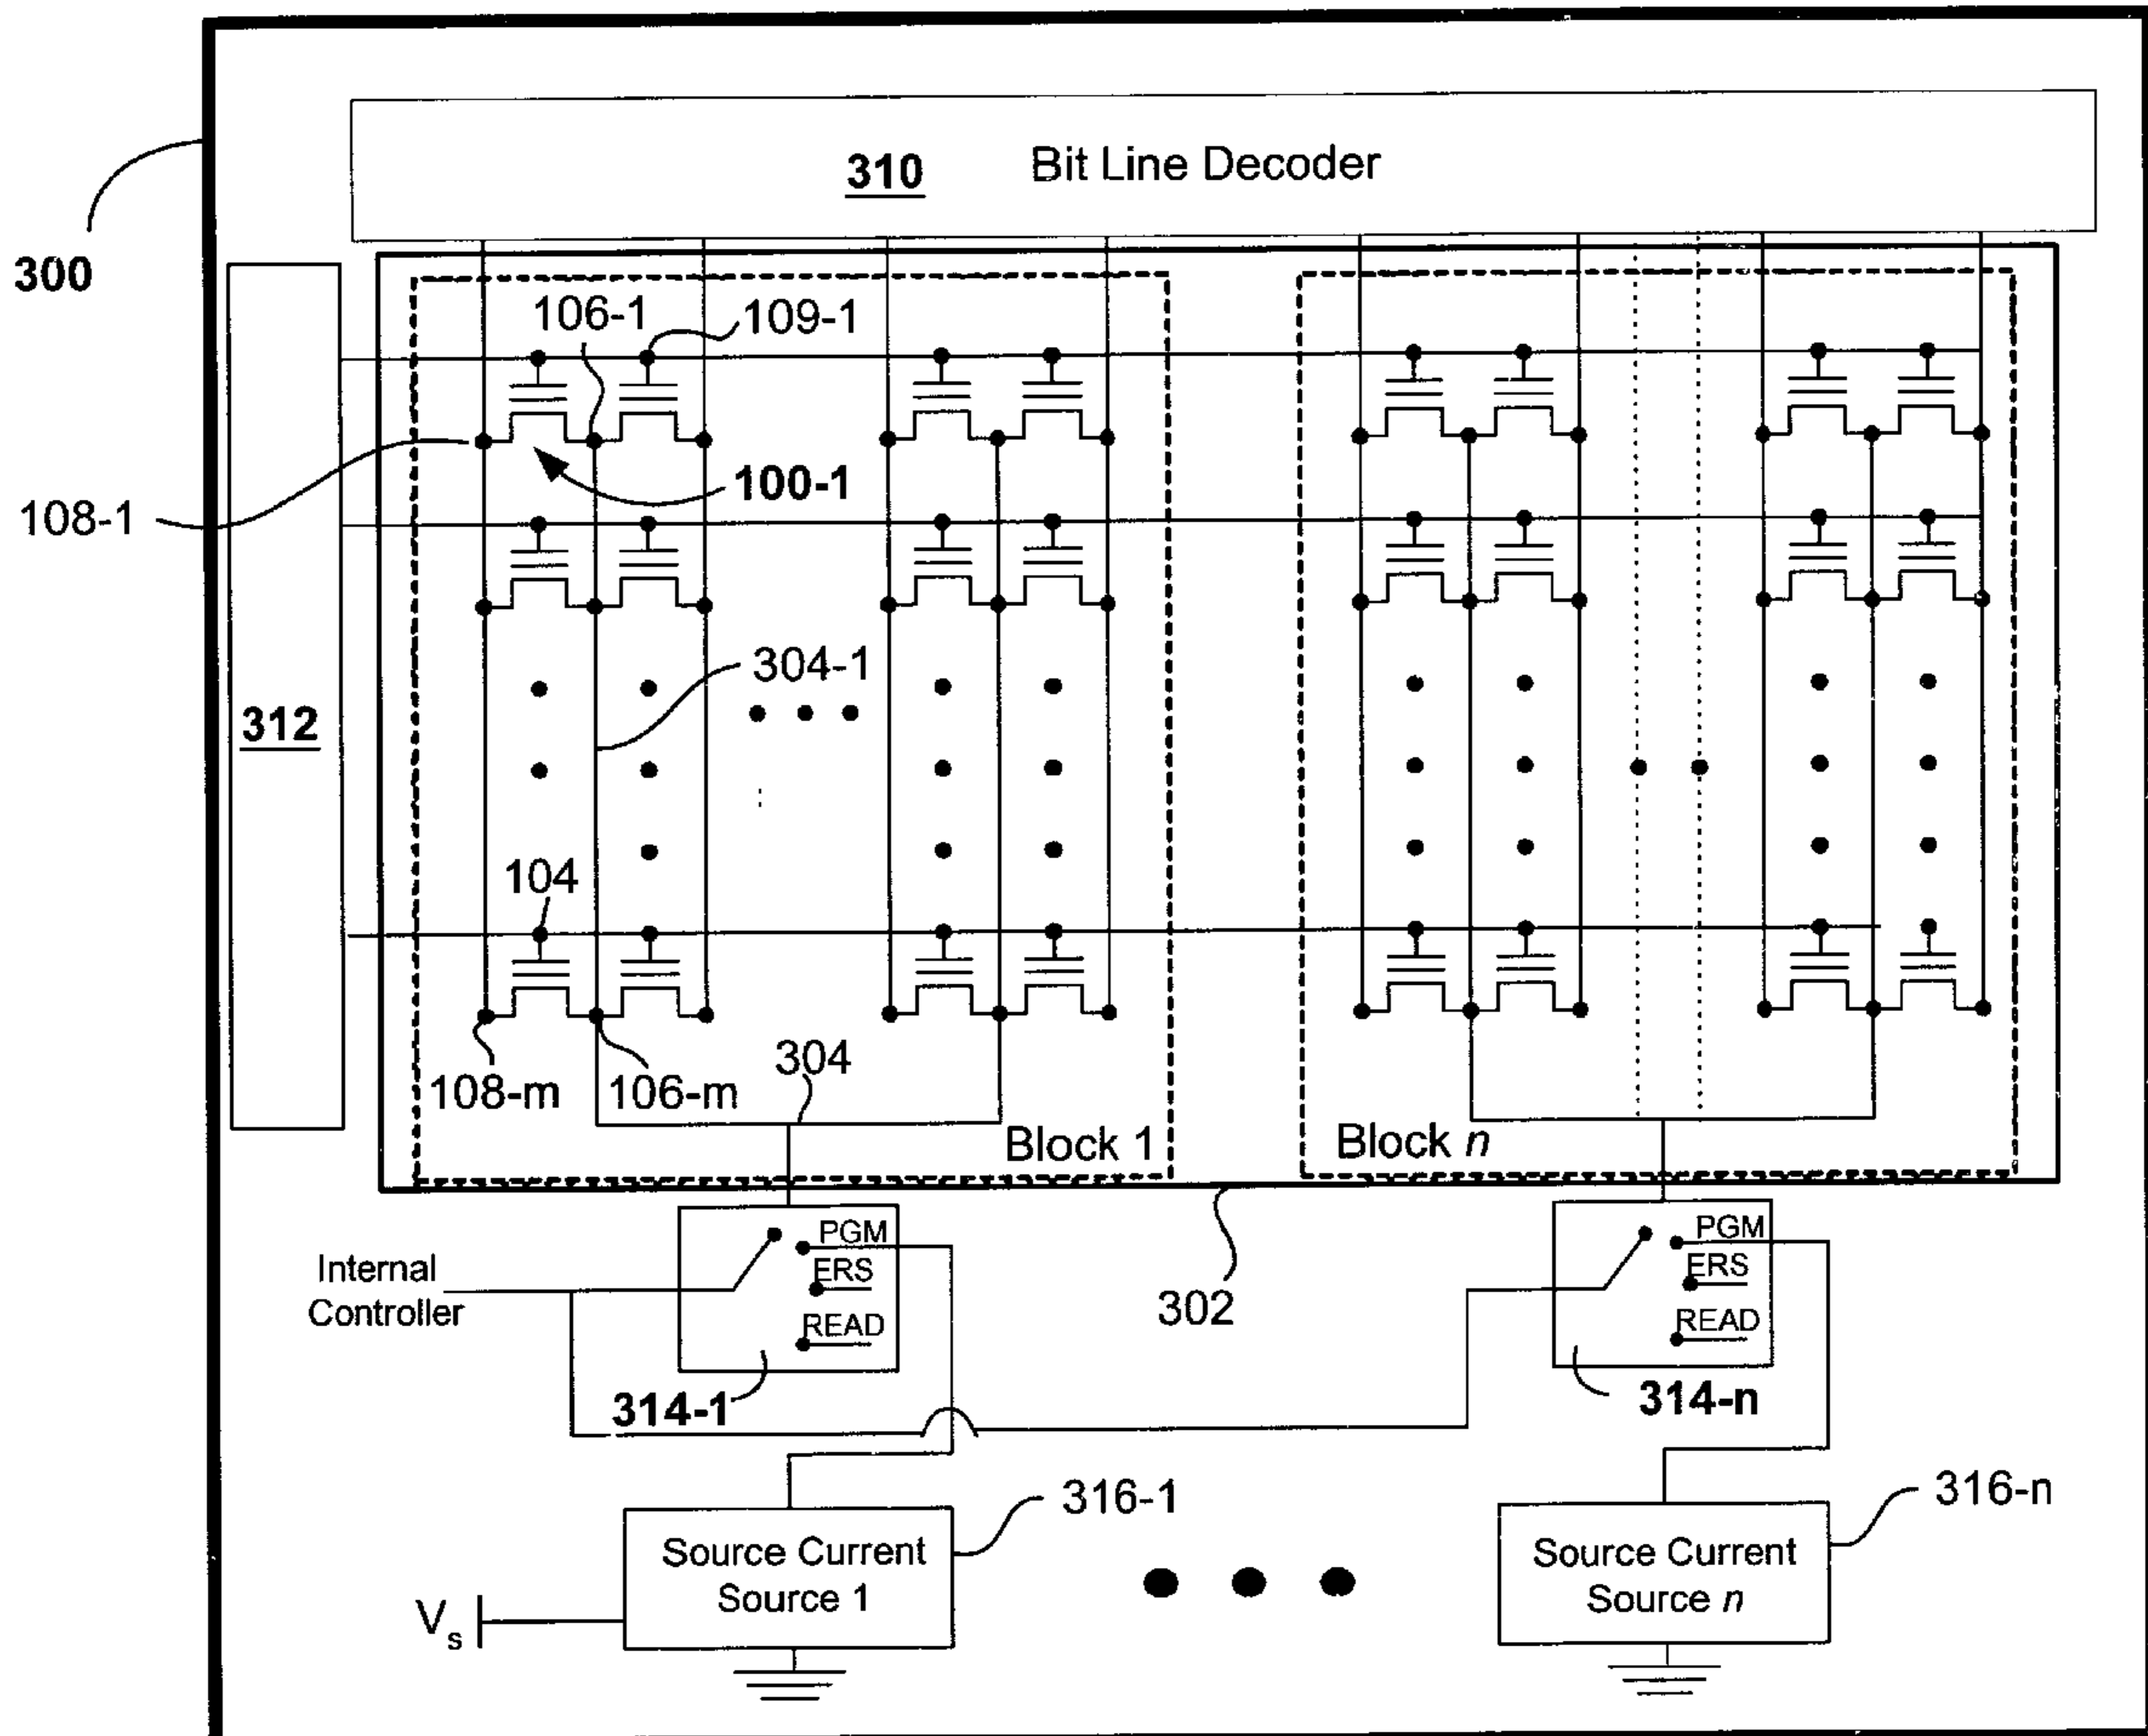 310 Bit Line Decoder
300
106-1
109-1
100-1
108-1
304-1
312
104
304
108-m
106-m
Block 1
Block n
PGM
ERS
READ
PGM
ERS
READ
Internal
Controller
302
314-1
314-n
316-1
316-n
Source Current
Source 1
Source Current
Source n
Vs